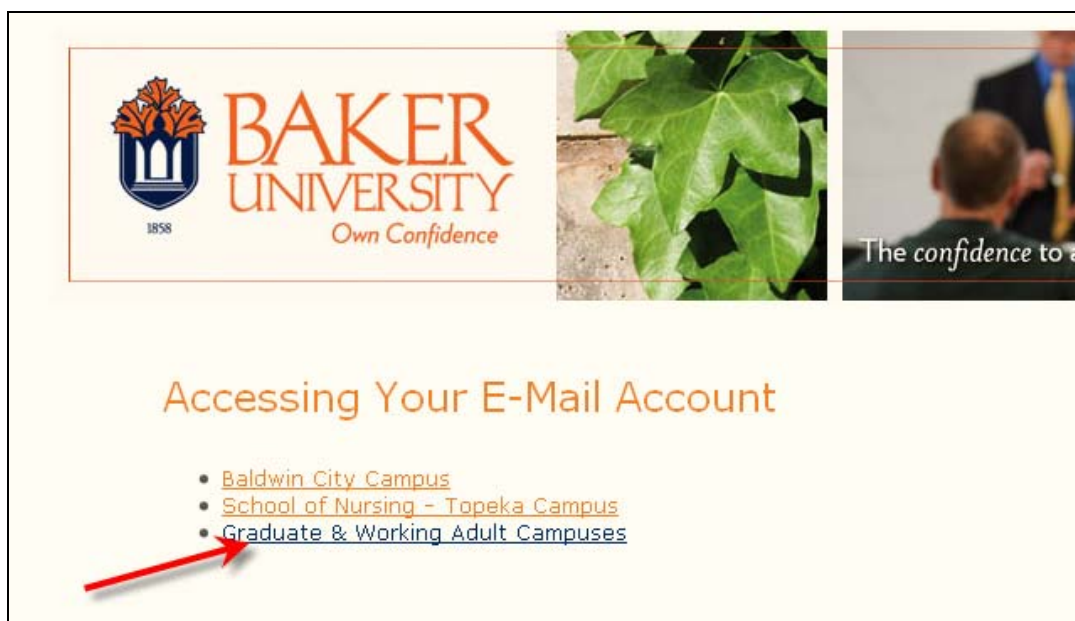 BAKER
UNIVERSITY
Own Confidence
1858
The confidence to a
Accessing Your E-Mail Account
• Baldwin City Campus
• School of Nursing - Topeka Campus
• Graduate & Working Adult Campuses